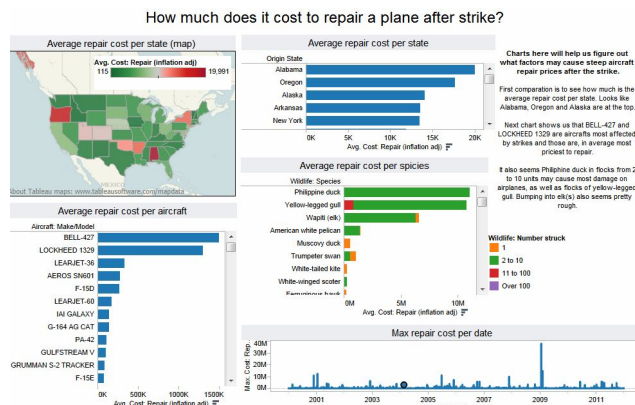 How much does it cost to repair a plane after strike?
Average repair cost per state (map)
Avg. Cost: Repair (inflation adj)
115
19,991
MEXICO
About Tableau maps: www.tableausoftware.com/mapdata
Average repair cost per aircraft
Aircraft: Make/Model
BELL-427
LOCKHEED 1329
LEARJET-36
AEROS SN601
F-15D
LEARJET-60
IAI GALAXY
G-164 AG CAT
PA-42
GULFSTREAM V
GRUMMAN S-2 TRACKER
F-15E
0K 500K 1000K 1500K
Avg. Cost: Repair (inflation adj)
Average repair cost per state
Origin State
Alabama
Oregon
Alaska
Arkansas
New York
0K 5K 10K 15K 20K
Avg. Cost: Repair (inflation adj)
Average repair cost per spicies
Wildlife: Species
Philippine duck
Yellow-legged gull
Wapiti (elk)
American white pelican
Muscovy duck
Trumpeter swan
White-tailed kite
White-winged scoter
Ferruginous hawk
0M 5M 10M
Avg. Cost: Repair (inflation adj)
Charts here will help us figure out
what factors may cause steep aircraft
repair prices after the strike.
First comparation is to see how much is the
average repair cost per state. Looks like
Alabama, Oregon and Alaska are at the top.
Next chart shows us that BELL-427 and
LOCKHEED 1329 are aircrafts most affected
by strikes and those are, in average most
priciest to repair.
It also seems Philiphine duck in flocks from 2
to 10 units may cause most damage on
airplanes, as well as flocks of yellow-legged
gull. Bumping into elk(s) also seems pretty
rough.
Wildlife: Number struck
1
2 to 10
11 to 100
Over 100
Max repair cost per date
Max. Cost: Rep..
40M
30M
20M
10M
0M
2001 2003 2005 2007 2009 2011